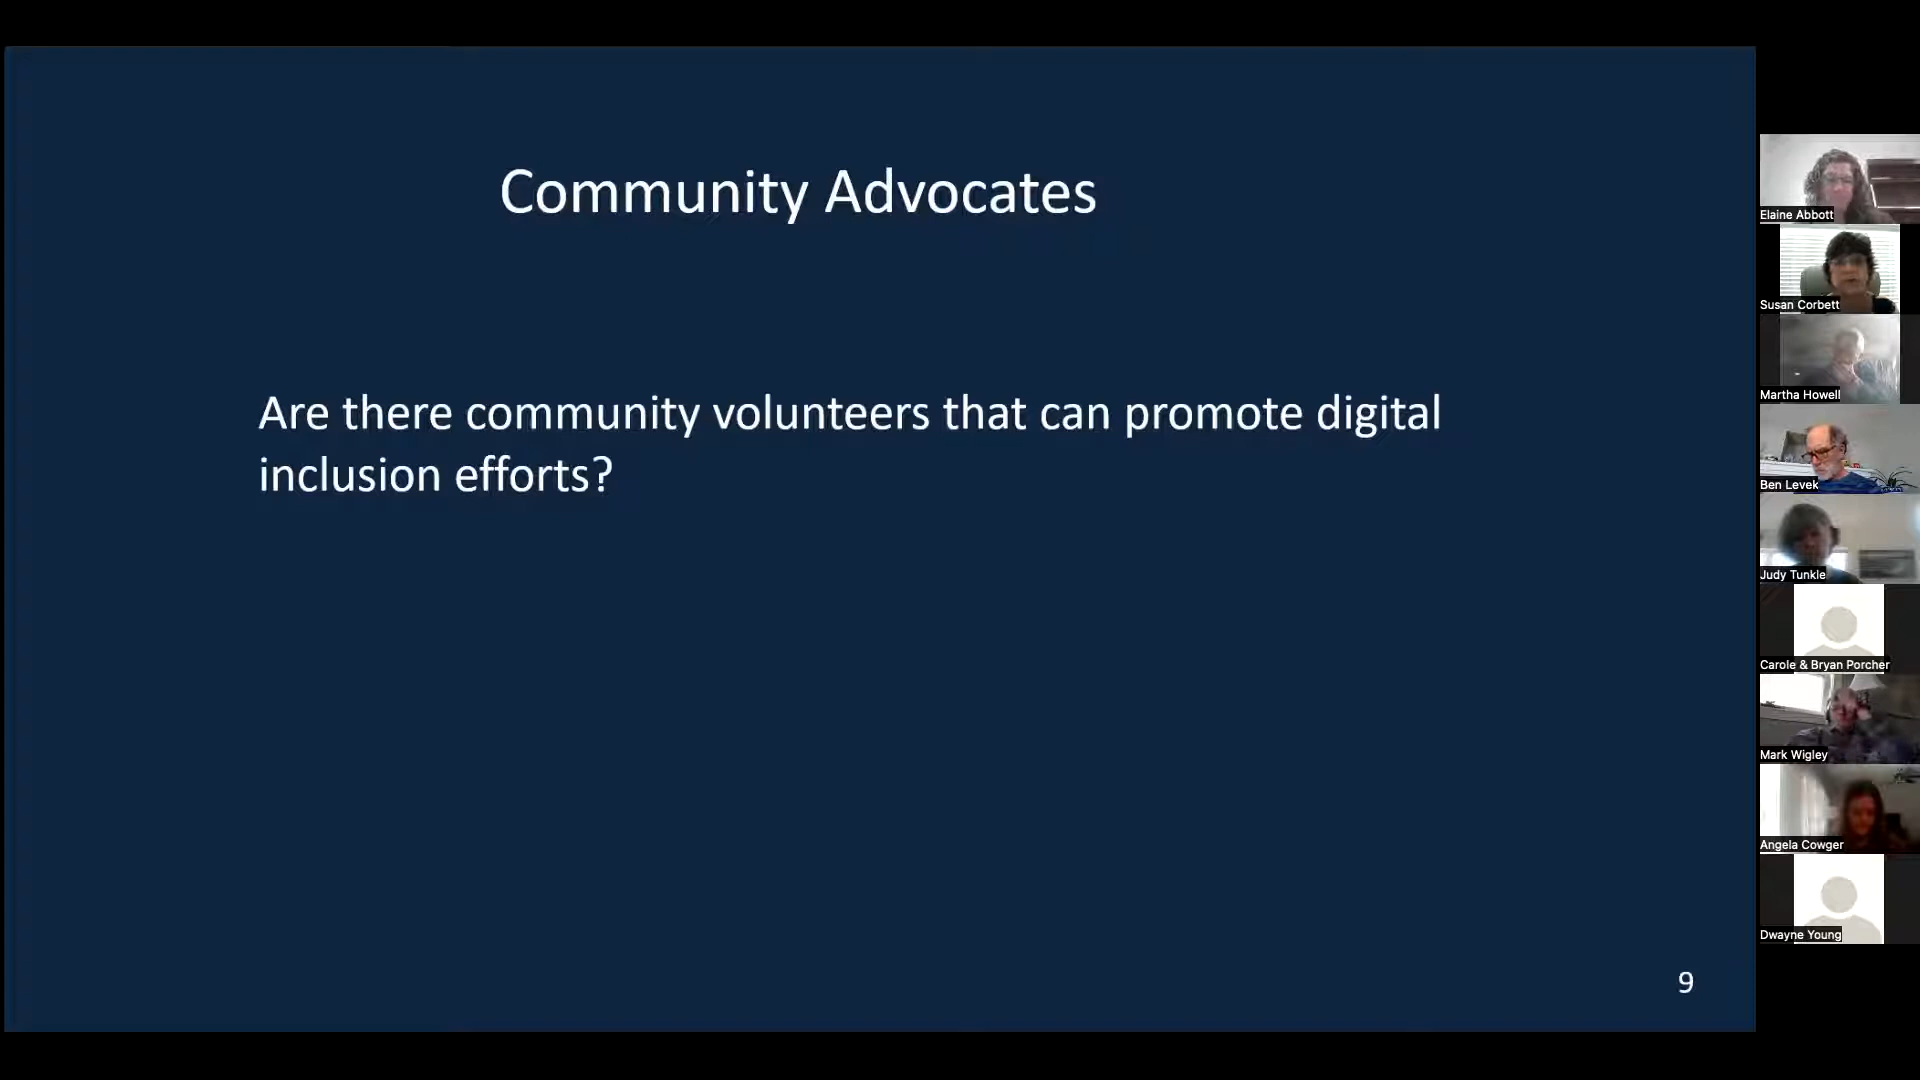 Community Advocates
Are there community volunteers that can promote digital
inclusion efforts?
9
Elaine Abbott
Susan Corbett
Martha Howell
Ben Levek
Judy Tunkle
Carole & Bryan Porcher
Mark Wigley
Angela Cowger
Dwayne Young